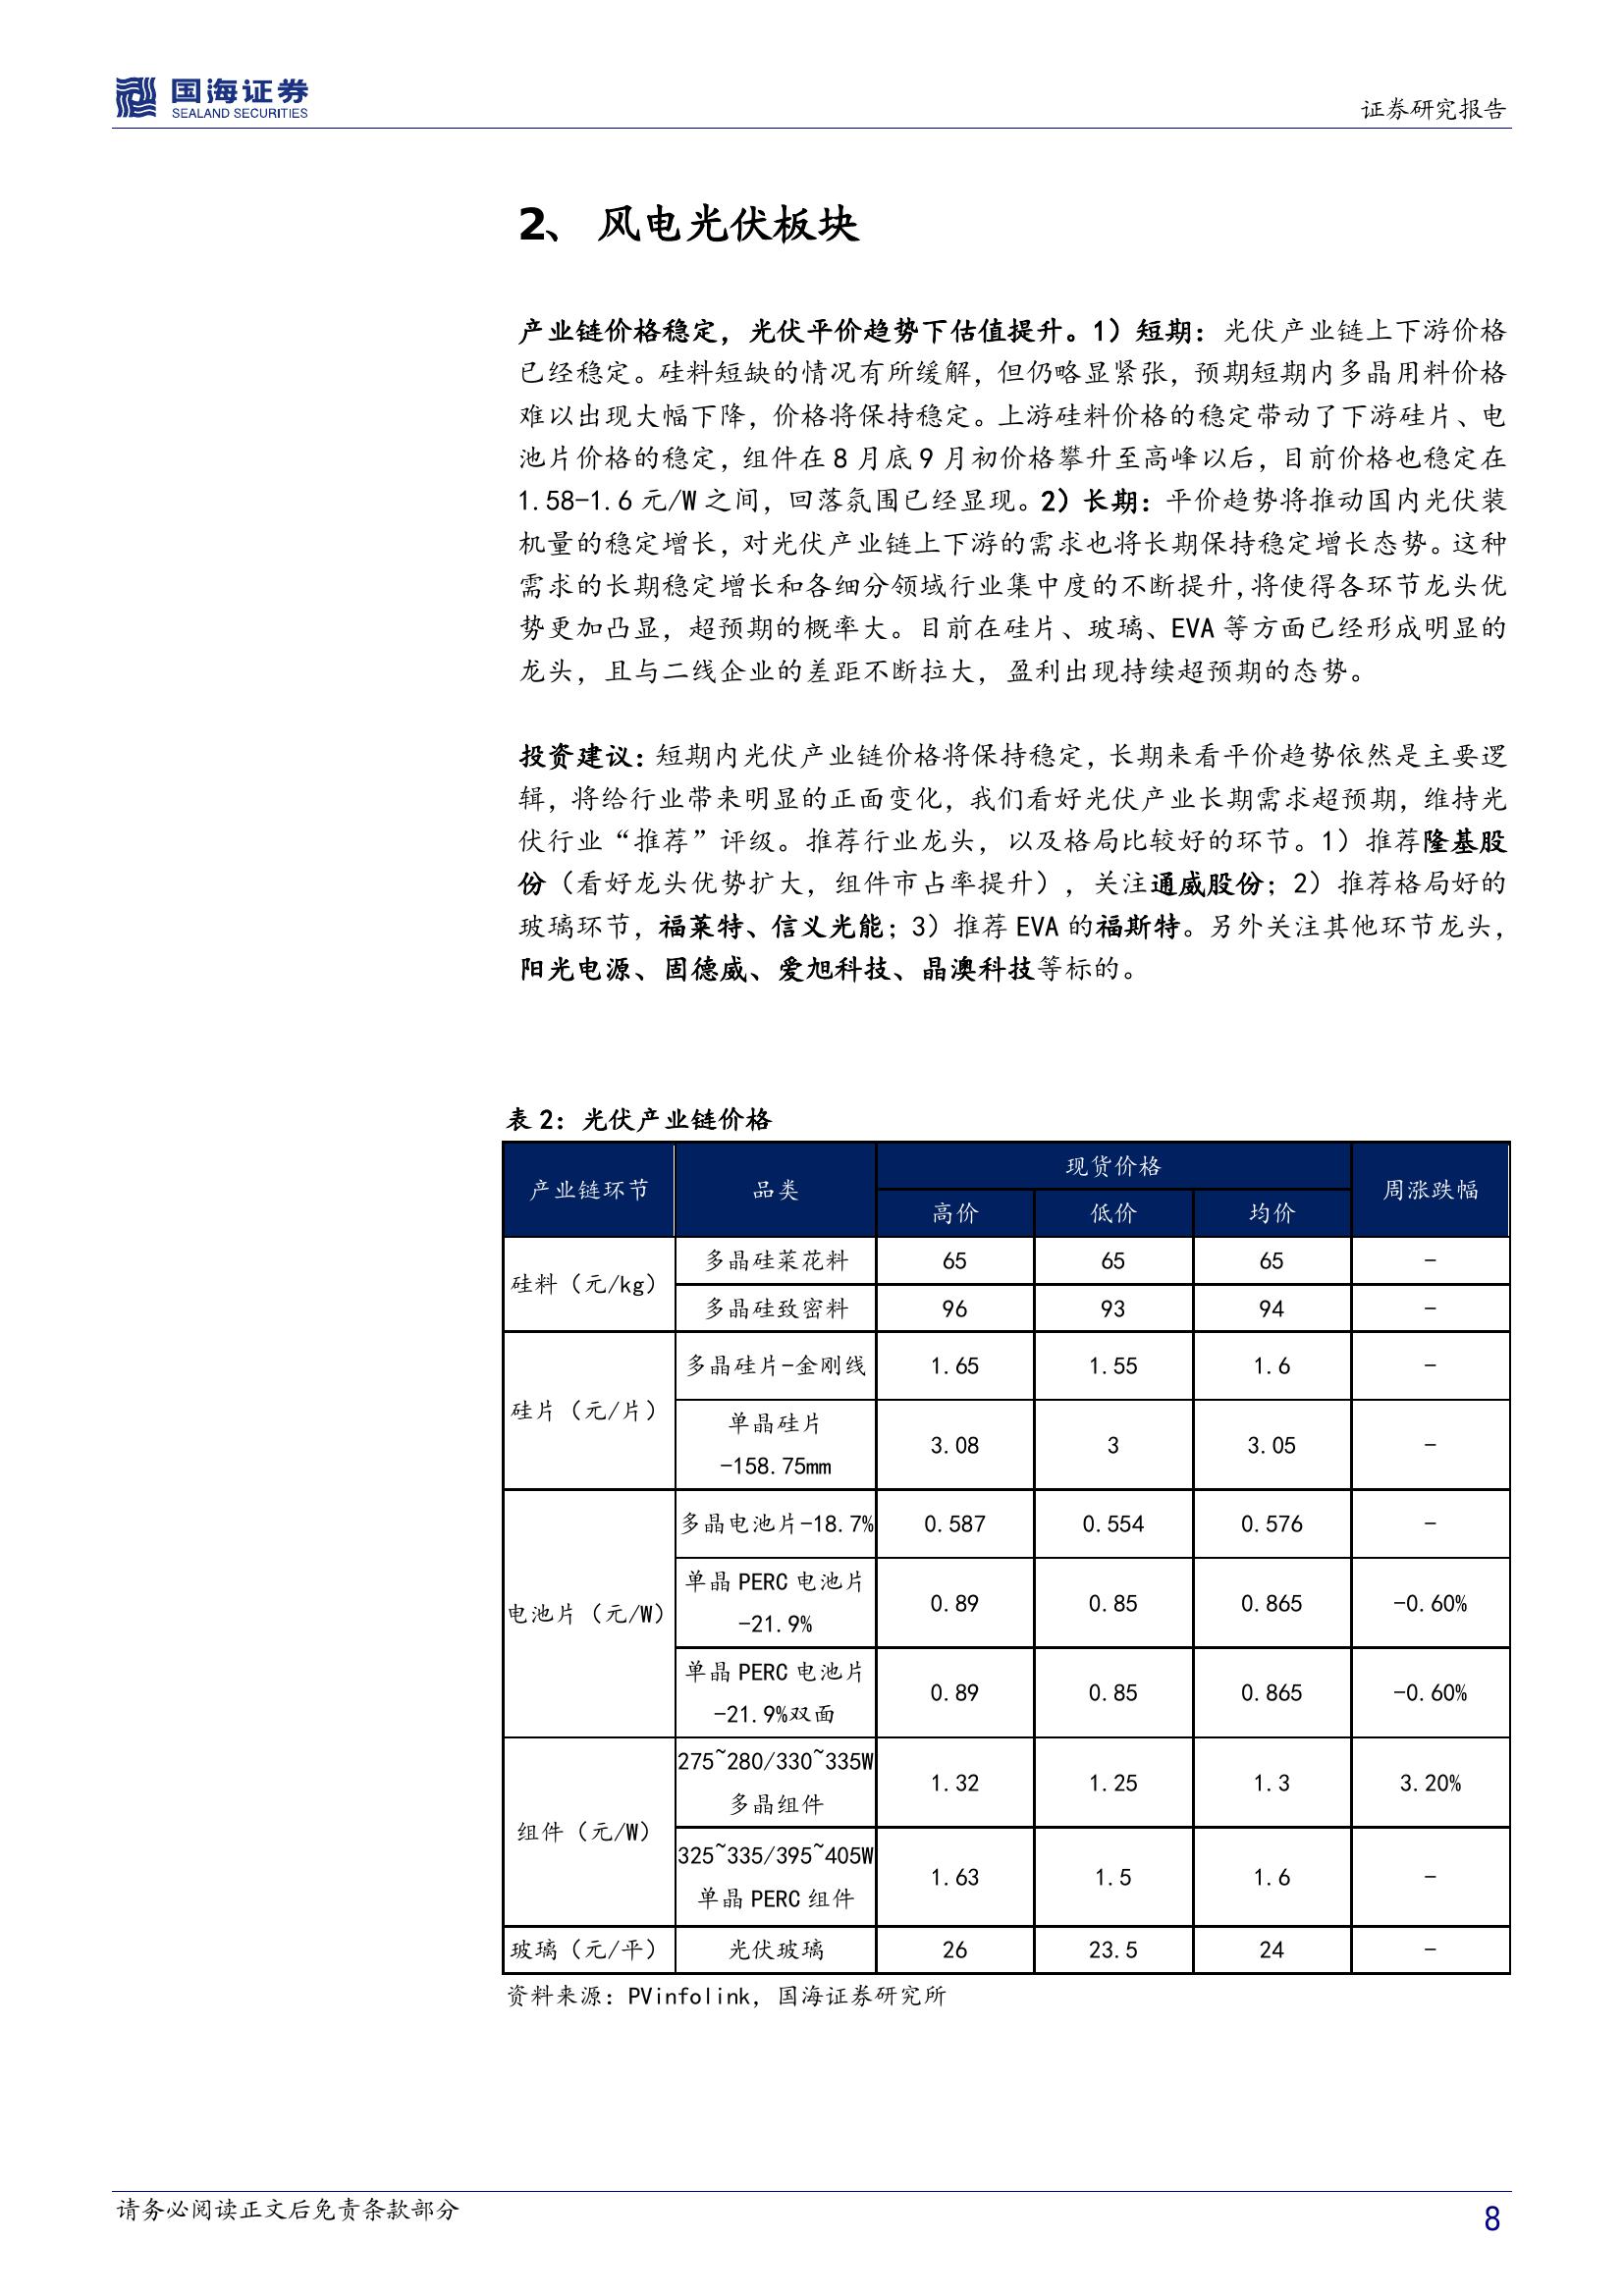 国海证券
SEALAND SECURITIES
证券研究报告
2、 风电光伏板块
产业链价格稳定，光伏平价趋势下估值提升。1）短期：光伏产业链上下游价格
已经稳定。硅料短缺的情况有所缓解，但仍略显紧张，预期短期内多晶用料价格
难以出现大幅下降，价格将保持稳定。上游硅料价格的稳定带动了下游硅片、电
池片价格的稳定，组件在 8 月底 9 月初价格攀升至高峰以后，目前价格也稳定在
1.58-1.6 元/W 之间，回落氛围已经显现。2）长期：平价趋势将推动国内光伏装
机量的稳定增长，对光伏产业链上下游的需求也将长期保持稳定增长态势。这种
需求的长期稳定增长和各细分领域行业集中度的不断提升，将使得各环节龙头优
势更加凸显，超预期的概率大。目前在硅片、玻璃、EVA 等方面已经形成明显的
龙头，且与二线企业的差距不断拉大，盈利出现持续超预期的态势。
投资建议：短期内光伏产业链价格将保持稳定，长期来看平价趋势依然是主要逻
辑，将给行业带来明显的正面变化，我们看好光伏产业长期需求超预期，维持光
伏行业“推荐”评级。推荐行业龙头，以及格局比较好的环节。1）推荐隆基股
份（看好龙头优势扩大，组件市占率提升），关注通威股份；2）推荐格局好的
玻璃环节，福莱特、信义光能；3）推荐 EVA 的福斯特。另外关注其他环节龙头，
阳光电源、固德威、爱旭科技、晶澳科技等标的。
表 2：光伏产业链价格
产业链环节 品类 现货价格 周涨跌幅
高价 低价 均价
硅料（元/kg） 多晶硅菜花料 65 65 65 -
多晶硅致密料 96 93 94 -
硅片（元/片） 多晶硅片-金刚线 1.65 1.55 1.6 -
单晶硅片
-158.75mm 3.08 3 3.05 -
电池片（元/W） 多晶电池片-18.7% 0.587 0.554 0.576 -
单晶 PERC 电池片
-21.9% 0.89 0.85 0.865 -0.60%
单晶 PERC 电池片
-21.9%双面 0.89 0.85 0.865 -0.60%
组件（元/W） 275~280/330~335W
多晶组件 1.32 1.25 1.3 3.20%
325~335/395~405W
单晶 PERC 组件 1.63 1.5 1.6 -
玻璃（元/平） 光伏玻璃 26 23.5 24 -
资料来源：PVinfolink，国海证券研究所
请务必阅读正文后免责条款部分
8